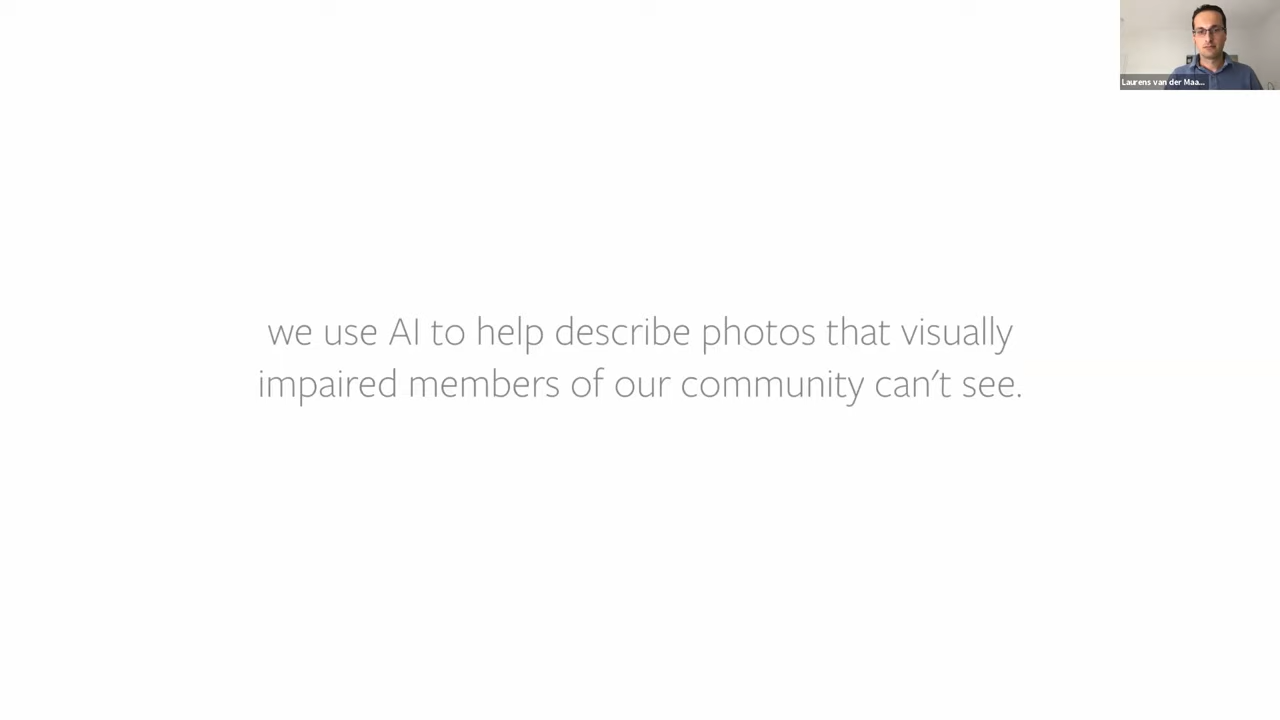 Laurens van der Maa...
we use AI to help describe photos that visually
impaired members of our community can't see.